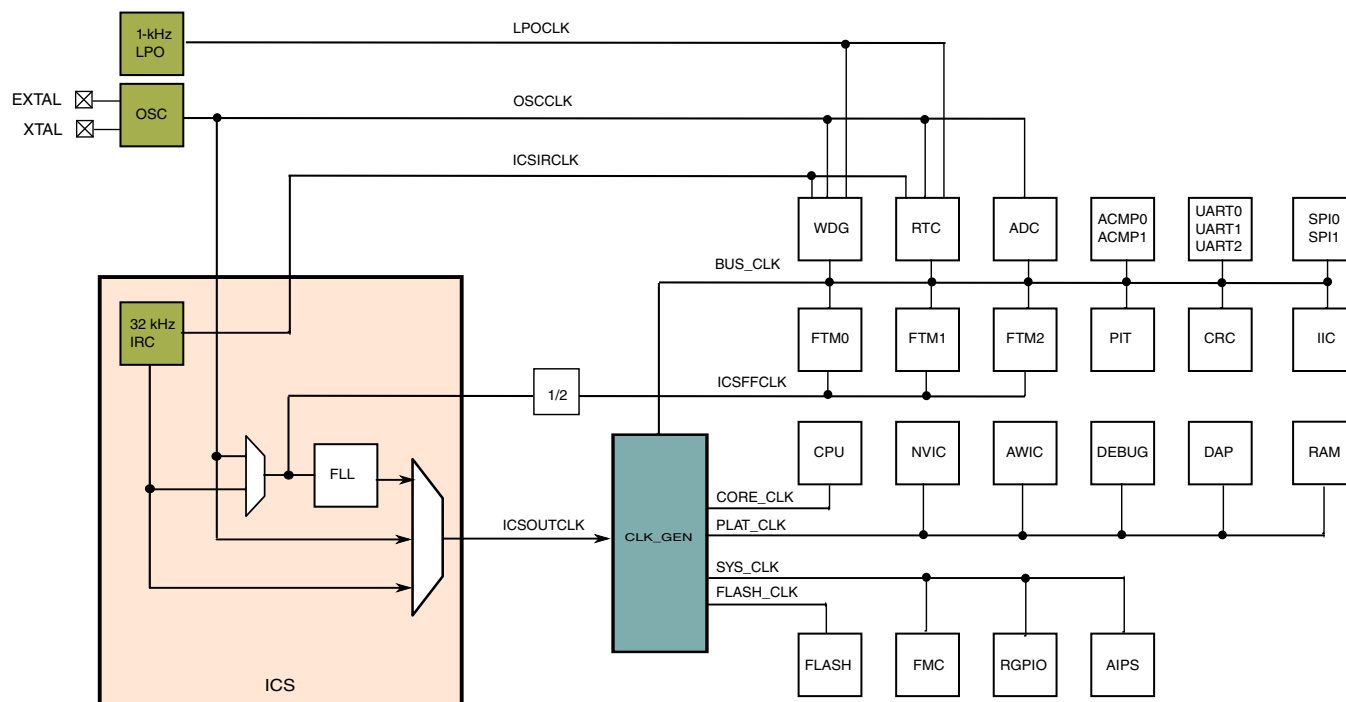 1-kHz
LPO
LPOCLK
EXTAL
XTAL
OSC
OSCCLK
ICSIRCLK
WDG
RTC
ADC
ACMP0
ACMP1
UART0
UART1
UART2
SPI0
SPI1
BUS_CLK
32 kHz
IRC
FTM0
FTM1
FTM2
PIT
CRC
IIC
1/2
ICSFFCLK
FLL
CPU
NVIC
AWIC
DEBUG
DAP
RAM
CORE_CLK
ICSOUTCLK
CLK_GEN
PLAT_CLK
SYS_CLK
FLASH_CLK
FLASH
FMC
RGPIO
AIPS
ICS